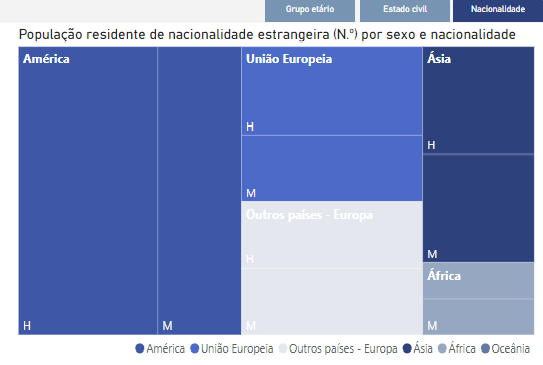 Grupo etário
Estado civil
Nacionalidade
População residente de nacionalidade estrangeira (N.º) por sexo e nacionalidade
América
H
M
União Europeia
H
M
Outros países - Europa
H
M
Ásia
H
M
África
M
América
União Europeia
Outros países - Europa
Ásia
África
Oceânia